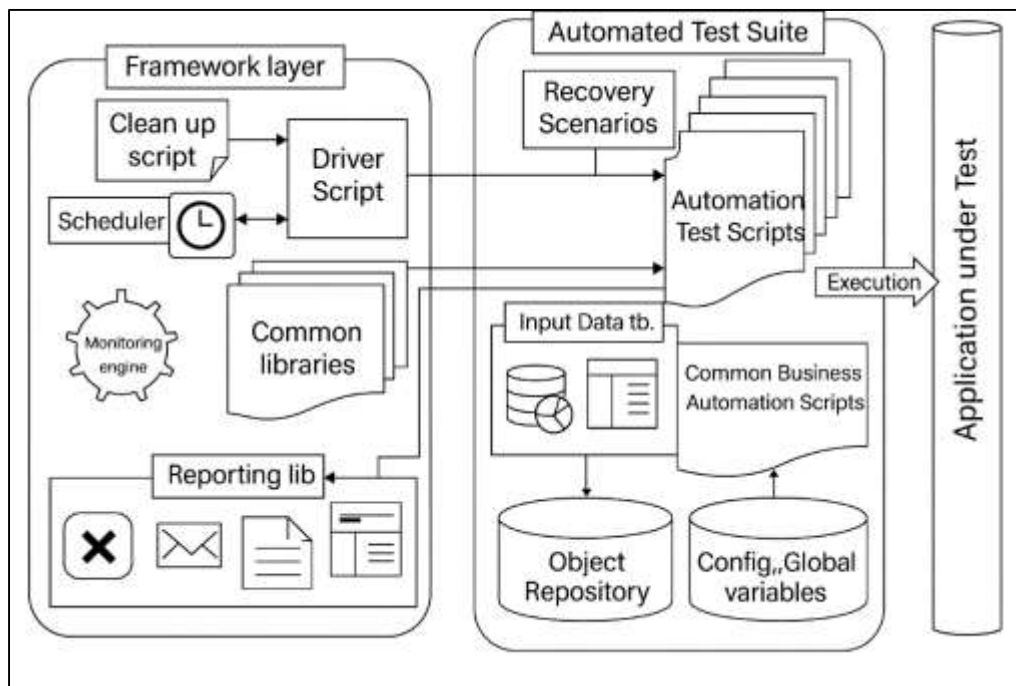 Framework layer
Clean up
script
Driver
Script
Scheduler
Monitoring
engine
Common
libraries
Reporting lib
Automated Test Suite
Recovery
Scenarios
Automation
Test Scripts
Input Data tb.
Common Business
Automation Scripts
Object
Repository
Config,,Global
variables
Execution
Application under Test